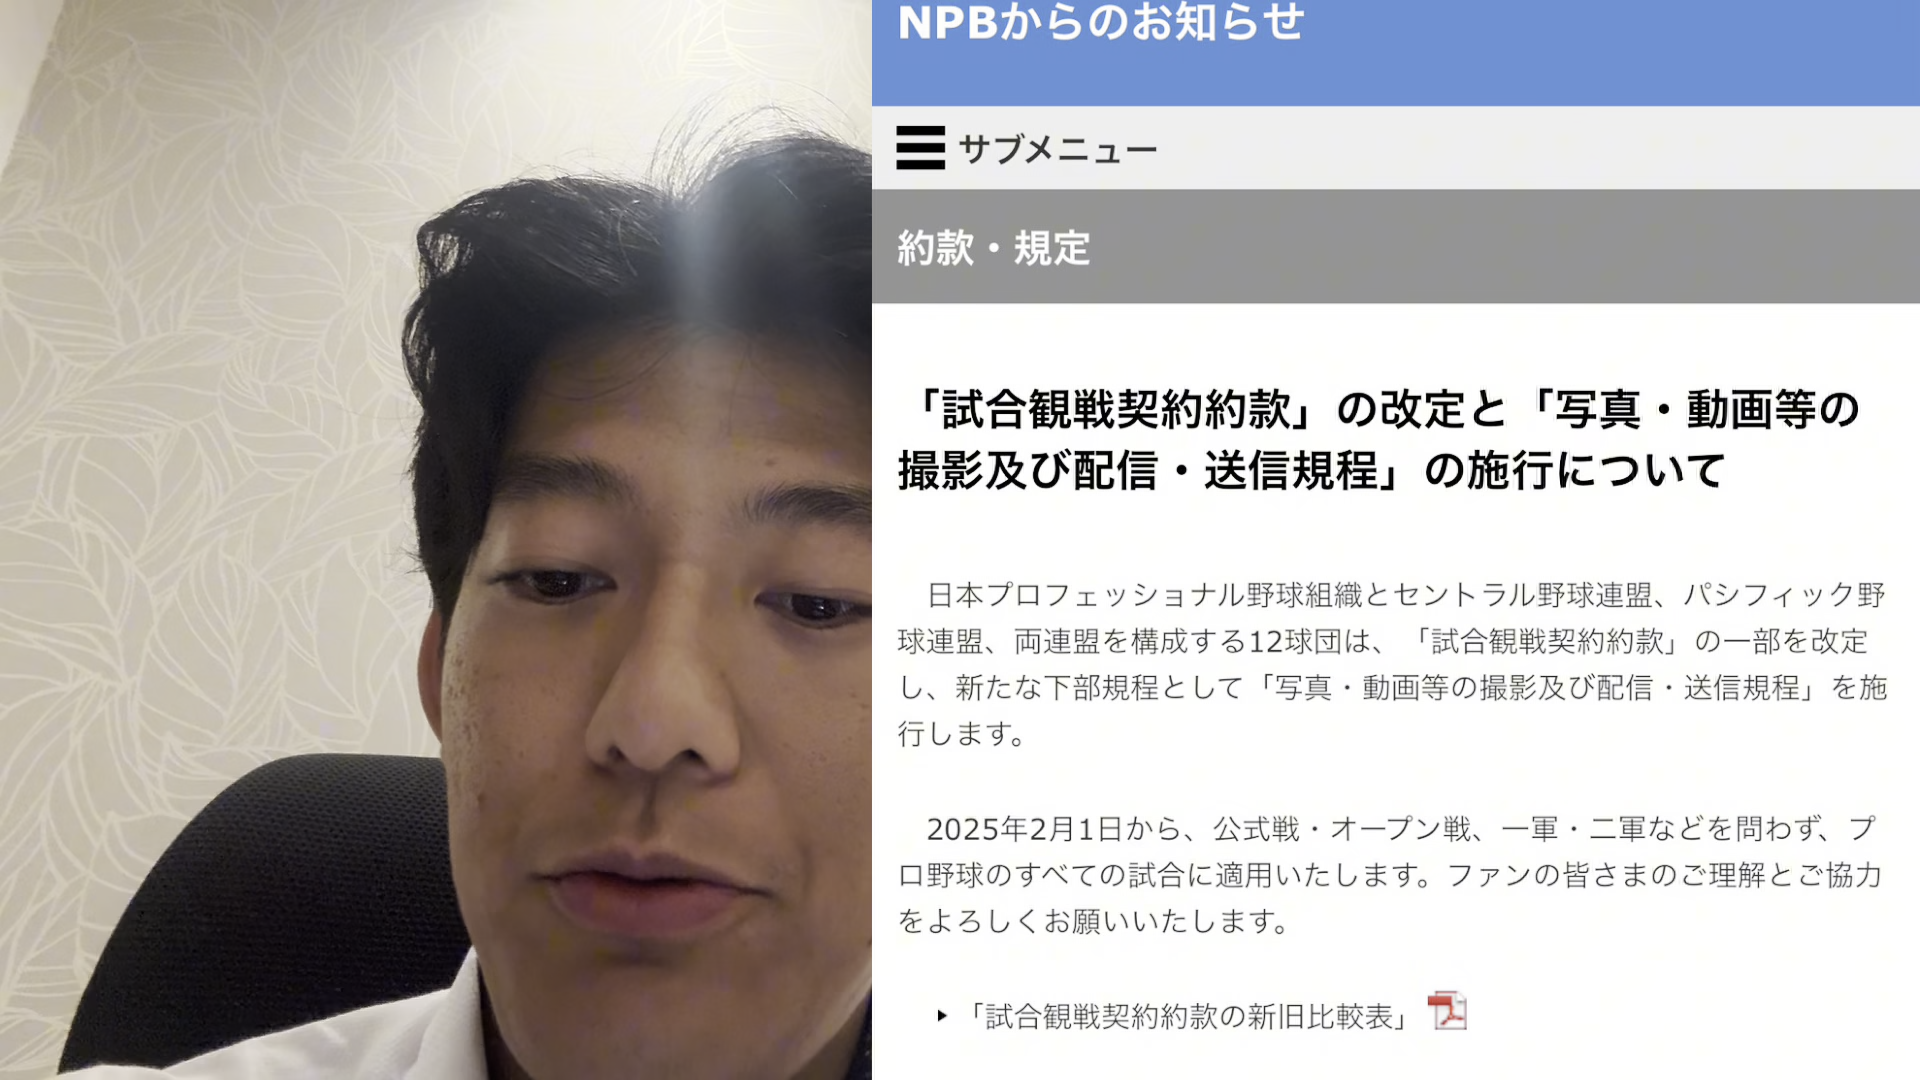 NPBからのお知らせ
サブメニュー
約款・規定
「試合観戦契約約款」の改定と「写真・動画等の
撮影及び配信・送信規程」の施行について
日本プロフェッショナル野球組織とセントラル野球連盟、パシフィック野
球連盟、両連盟を構成する12球団は、「試合観戦契約約款」の一部を改定
し、新たな下部規程として「写真・動画等の撮影及び配信・送信規程」を施
行します。
2025年2月1日から、公式戦・オープン戦、一軍・二軍などを問わず、プ
ロ野球のすべての試合に適用いたします。ファンの皆さまのご理解とご協力
をよろしくお願いいたします。
「試合観戦契約約款の新旧比較表」